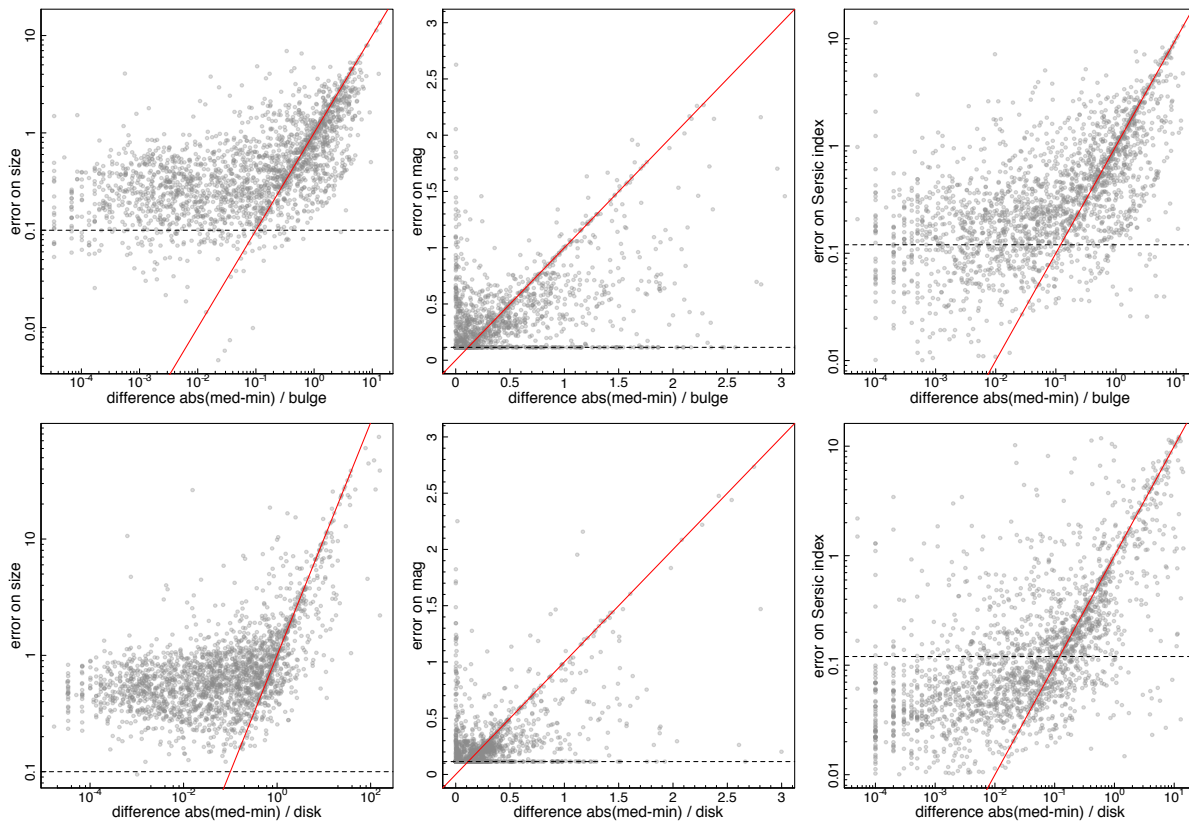 error on size
10
1
0.1
0.01
10⁻⁴ 10⁻³ 10⁻² 10⁻¹ 10⁰ 10¹
difference abs(med-min) / bulge
error on mag
3
2.5
2
1.5
1
0.5
0
0 0.5 1 1.5 2 2.5 3
difference abs(med-min) / bulge
error on Sersic index
10
1
0.1
0.01
10⁻⁴ 10⁻³ 10⁻² 10⁻¹ 10⁰ 10¹
difference abs(med-min) / bulge
error on size
10
1
0.1
10⁻⁴ 10⁻² 10⁰ 10²
difference abs(med-min) / disk
error on mag
3
2.5
2
1.5
1
0.5
0
0 0.5 1 1.5 2 2.5 3
difference abs(med-min) / disk
error on Sersic index
10
1
0.1
0.01
10⁻⁴ 10⁻³ 10⁻² 10⁻¹ 10⁰ 10¹
difference abs(med-min) / disk